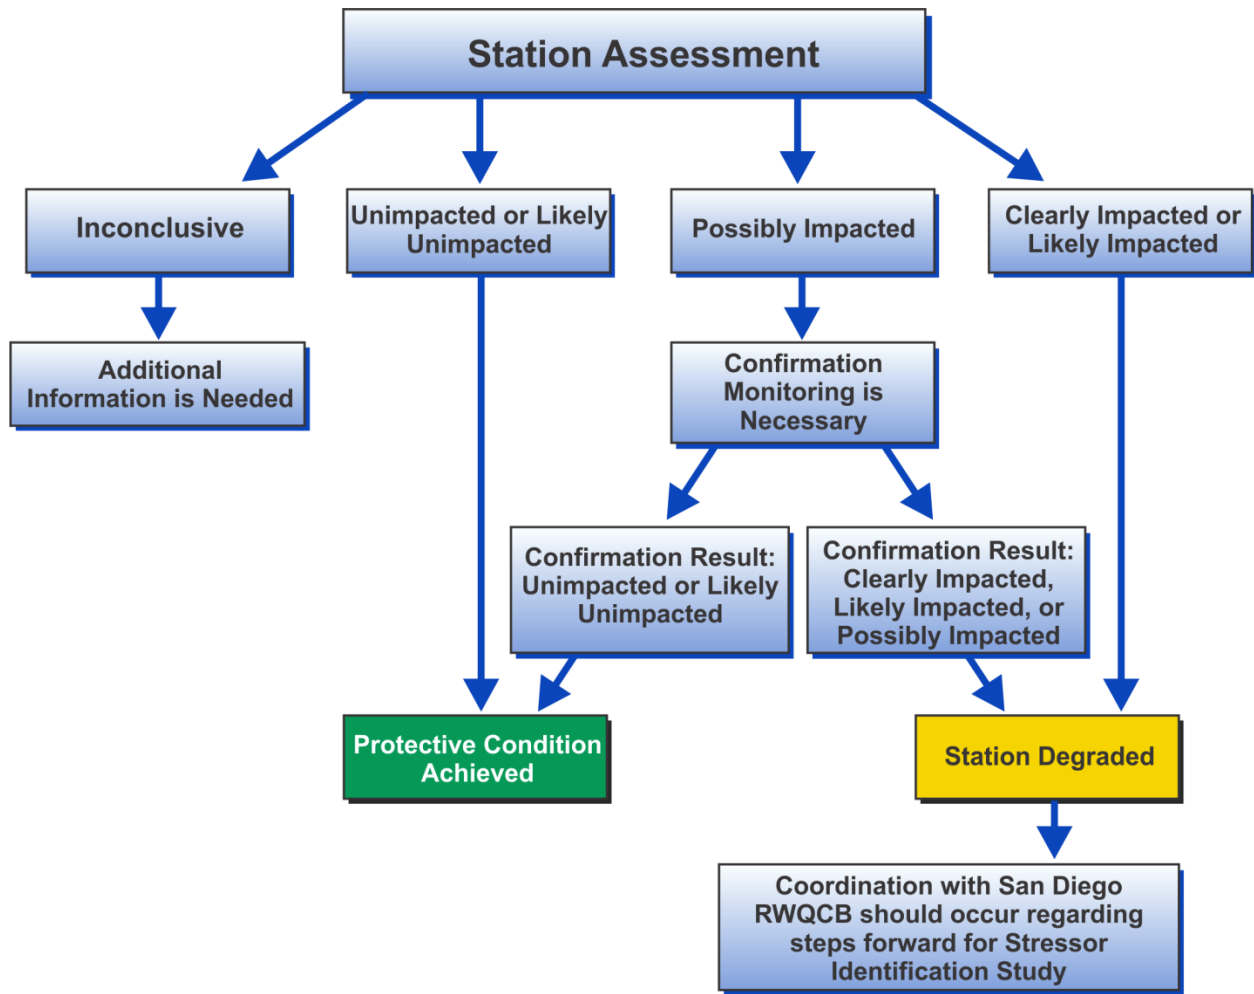 Station Assessment
Inconclusive
Unimpacted or Likely
Unimpacted
Possibly Impacted
Clearly Impacted or
Likely Impacted
Additional
Information is Needed
Confirmation
Monitoring is
Necessary
Confirmation Result:
Unimpacted or Likely
Unimpacted
Confirmation Result:
Clearly Impacted,
Likely Impacted, or
Possibly Impacted
Protective Condition
Achieved
Station Degraded
Coordination with San Diego
RWQCB should occur regarding
steps forward for Stressor
Identification Study